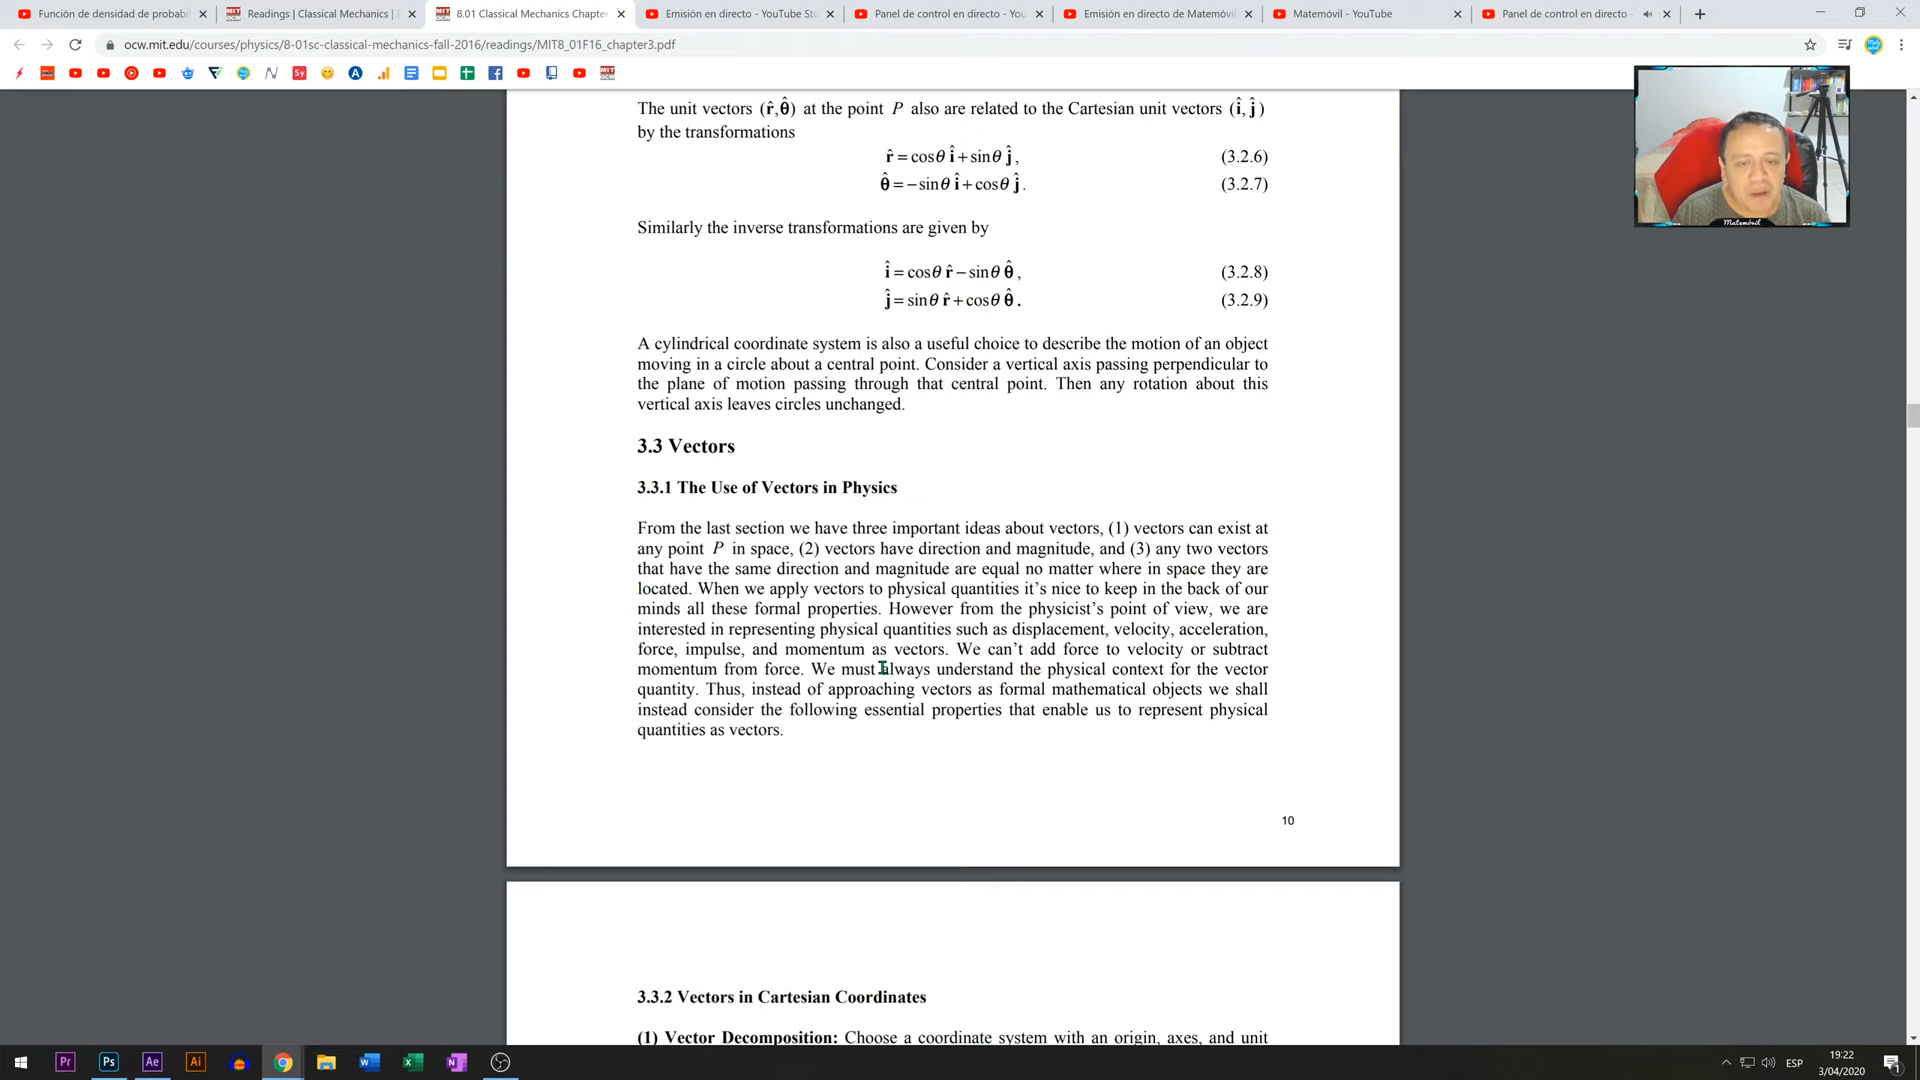 Función de densidad de probabi
Readings | Classical Mechanics | P
8.01 Classical Mechanics Chapte
Emisión en directo - YouTube Stu
Panel de control en directo - You
Emisión en directo de Matemóvil
Matemóvil - YouTube
Panel de control en directo -
ocw.mit.edu/courses/physics/8-01sc-classical-mechanics-fall-2016/readings/MIT8_01F16_chapter3.pdf
Matemóvil
The unit vectors (r̂,θ̂) at the point P also are related to the Cartesian unit vectors (î,ĵ)
by the transformations
r̂ = cosθ î + sinθ ĵ, (3.2.6)
θ̂ = −sinθ î + cosθ ĵ. (3.2.7)
Similarly the inverse transformations are given by
î = cosθ r̂ − sinθ θ̂, (3.2.8)
ĵ = sinθ r̂ + cosθ θ̂. (3.2.9)
A cylindrical coordinate system is also a useful choice to describe the motion of an object
moving in a circle about a central point. Consider a vertical axis passing perpendicular to
the plane of motion passing through that central point. Then any rotation about this
vertical axis leaves circles unchanged.
3.3 Vectors
3.3.1 The Use of Vectors in Physics
From the last section we have three important ideas about vectors, (1) vectors can exist at
any point P in space, (2) vectors have direction and magnitude, and (3) any two vectors
that have the same direction and magnitude are equal no matter where in space they are
located. When we apply vectors to physical quantities it's nice to keep in the back of our
minds all these formal properties. However from the physicist's point of view, we are
interested in representing physical quantities such as displacement, velocity, acceleration,
force, impulse, and momentum as vectors. We can't add force to velocity or subtract
momentum from force. We must always understand the physical context for the vector
quantity. Thus, instead of approaching vectors as formal mathematical objects we shall
instead consider the following essential properties that enable us to represent physical
quantities as vectors.
10
3.3.2 Vectors in Cartesian Coordinates
(1) Vector Decomposition: Choose a coordinate system with an origin, axes, and unit
ESP
19:22
3/04/2020